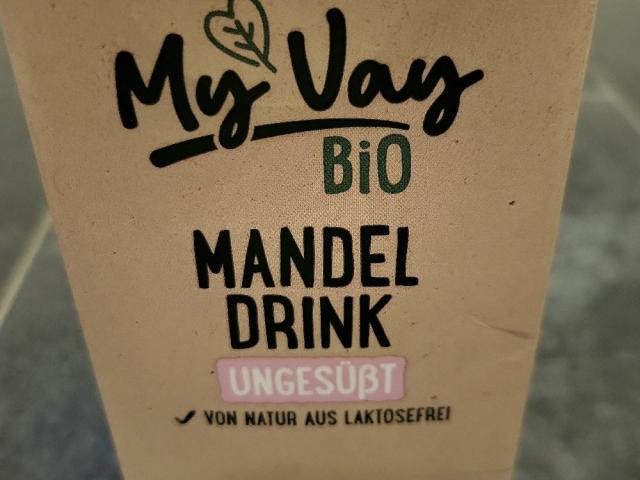 My Vay
BiO
MANDEL
DRINK
UNGESÜßT
✓ VON NATUR AUS LAKTOSEFREI